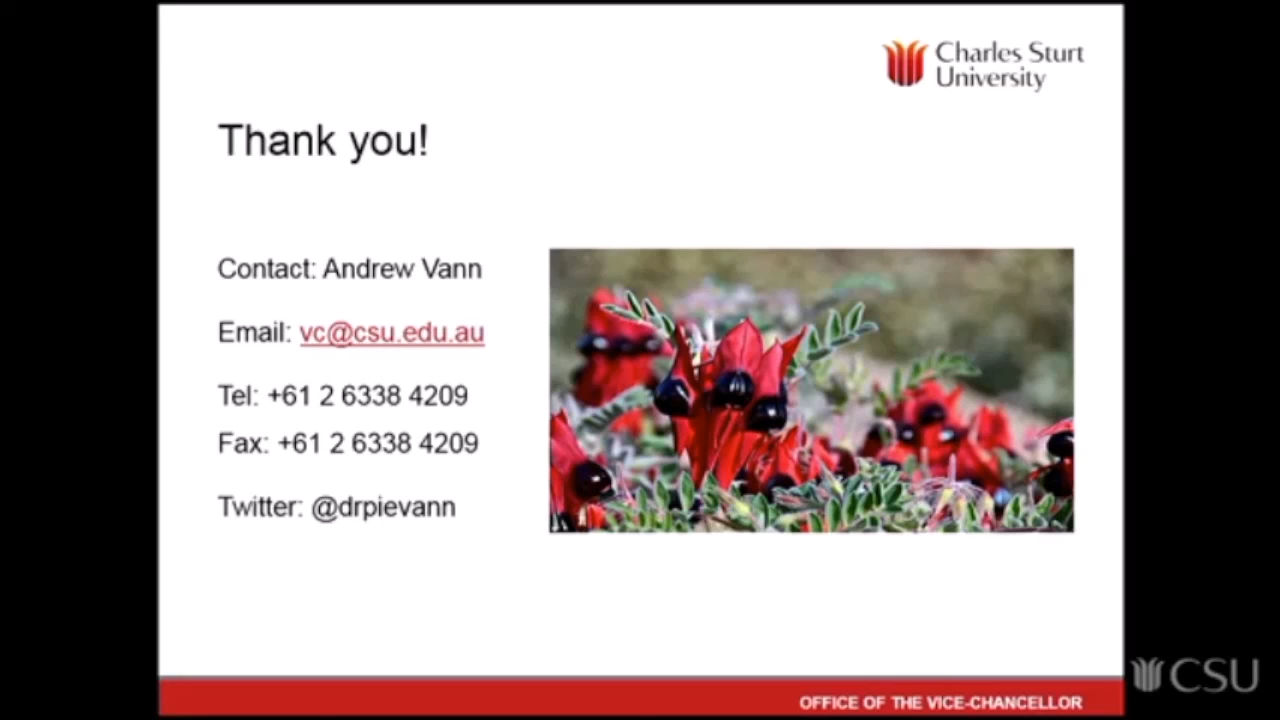 Charles Sturt
University
Thank you!
Contact: Andrew Vann
Email: vc@csu.edu.au
Tel: +61 2 6338 4209
Fax: +61 2 6338 4209
Twitter: @drpievann
OFFICE OF THE VICE-CHANCELLOR
CSU